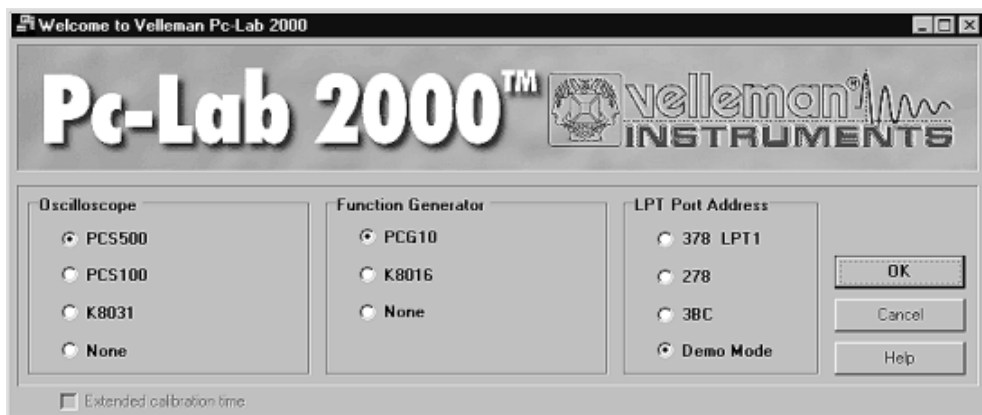 Welcome to Velleman Pc-Lab 2000
Pc-Lab 2000™
velleman®
INSTRUMENTS
Oscilloscope
PCS500
PCS100
K8031
None
Function Generator
PCG10
K8016
None
LPT Port Address
378 LPT1
278
3BC
Demo Mode
OK
Cancel
Help
Extended calibration time